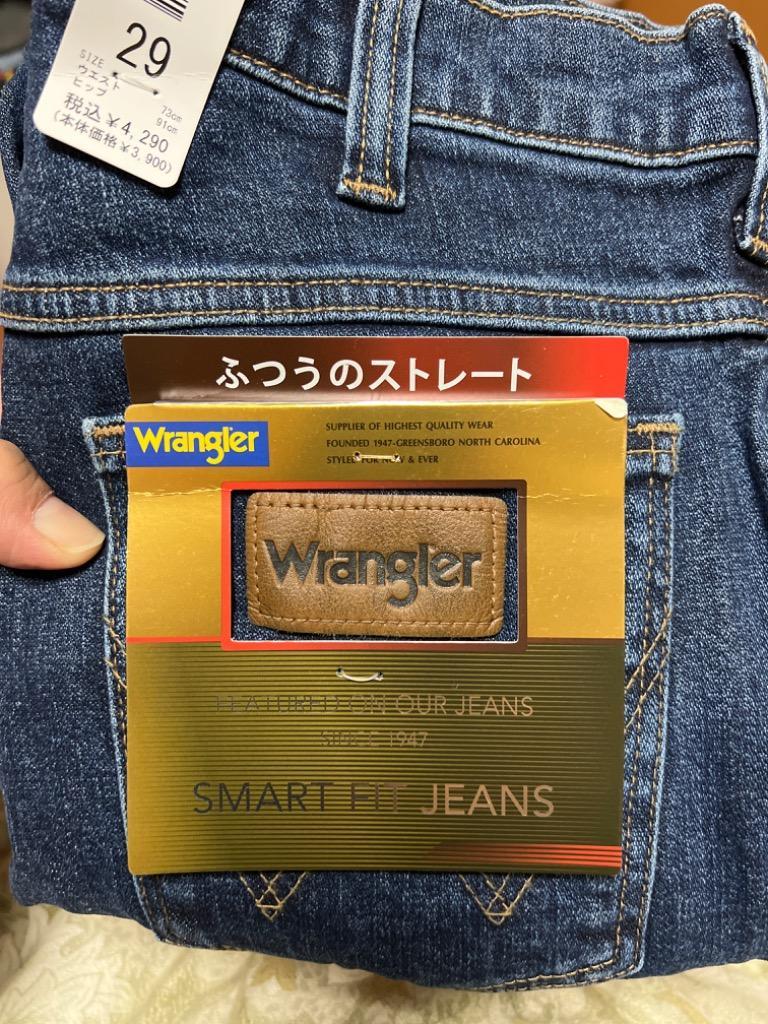 29
SIZE
ウエスト 73cm
ヒップ 91cm
税込 ¥4,290
(本体価格 ¥3,900)
ふつうのストレート
Wrangler
SUPPLIER OF HIGHEST QUALITY WEAR
FOUNDED 1947-GREENSBORO NORTH CAROLINA
STYLED FOR NOW & EVER
Wrangler
FEATURED ON OUR JEANS
SINCE 1947
SMART FIT JEANS